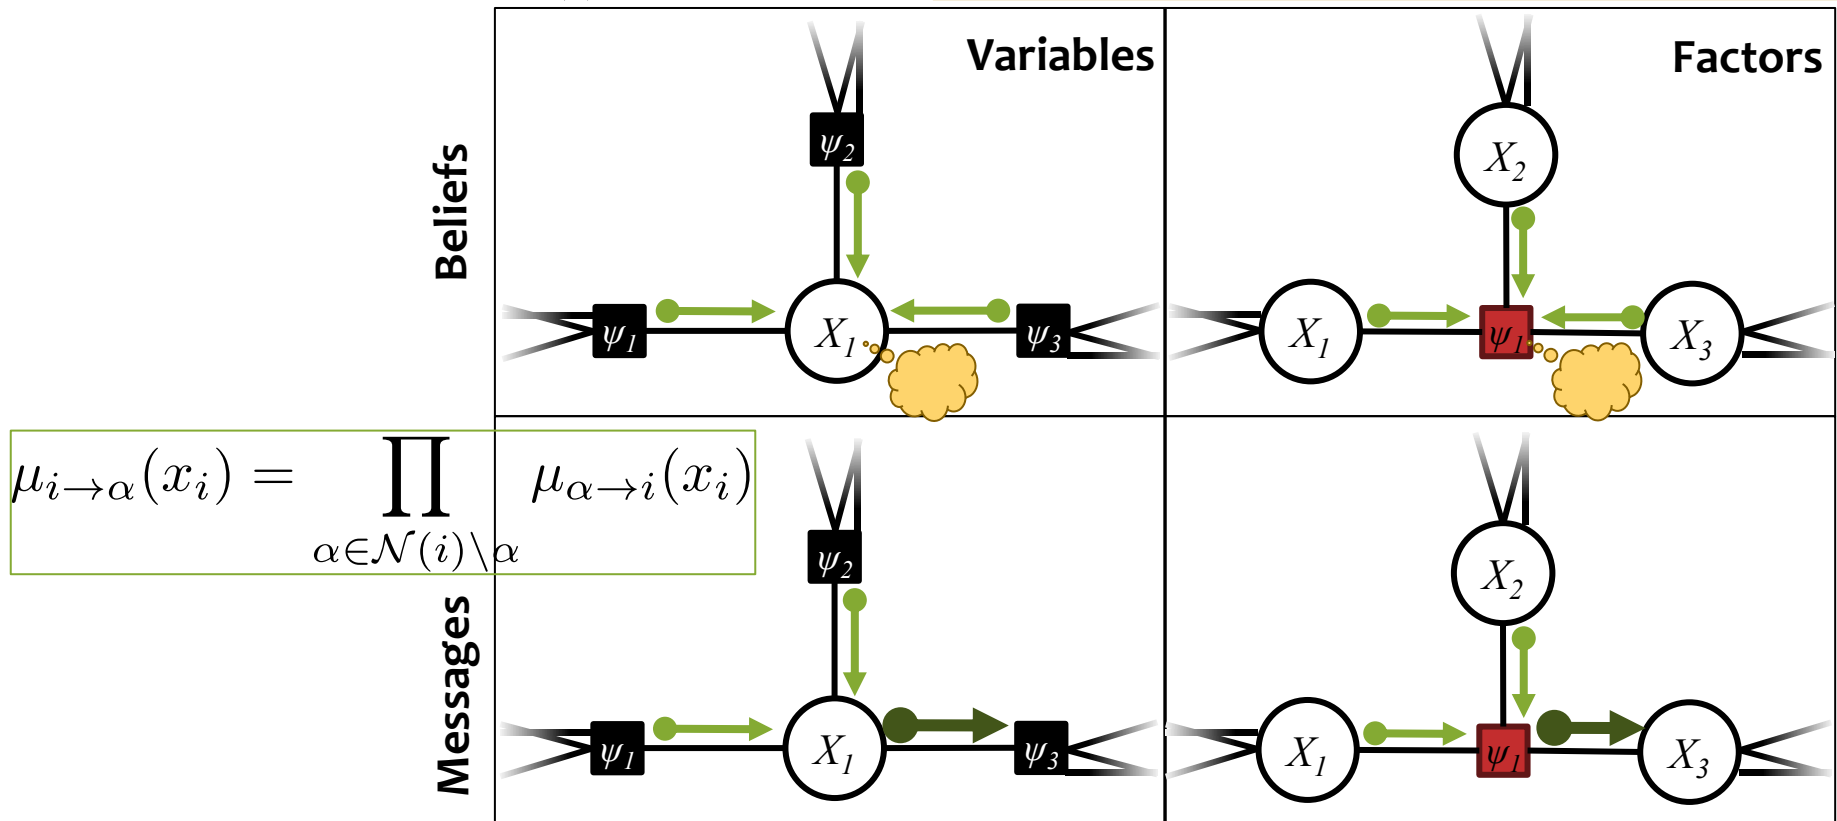 Variables
Factors
Beliefs
ψ2
X2
ψ1
X1
ψ3
X1
ψ1
X3
μi→α(xi) = ∏ μα→i(xi)
α∈𝒩(i)\α
Messages
ψ2
X2
ψ1
X1
ψ3
X1
ψ1
X3